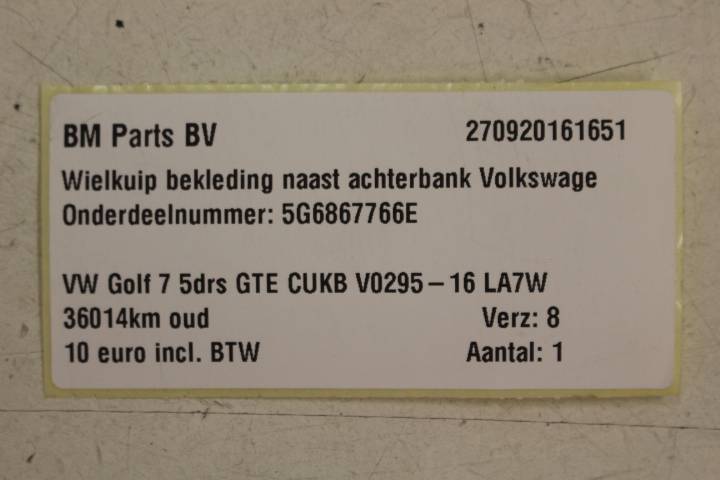 BM Parts BV 270920161651
Wielkuip bekleding naast achterbank Volkswage
Onderdeelnummer: 5G6867766E
VW Golf 7 5drs GTE CUKB V0295-16 LA7W
36014km oud Verz: 8
10 euro incl. BTW Aantal: 1